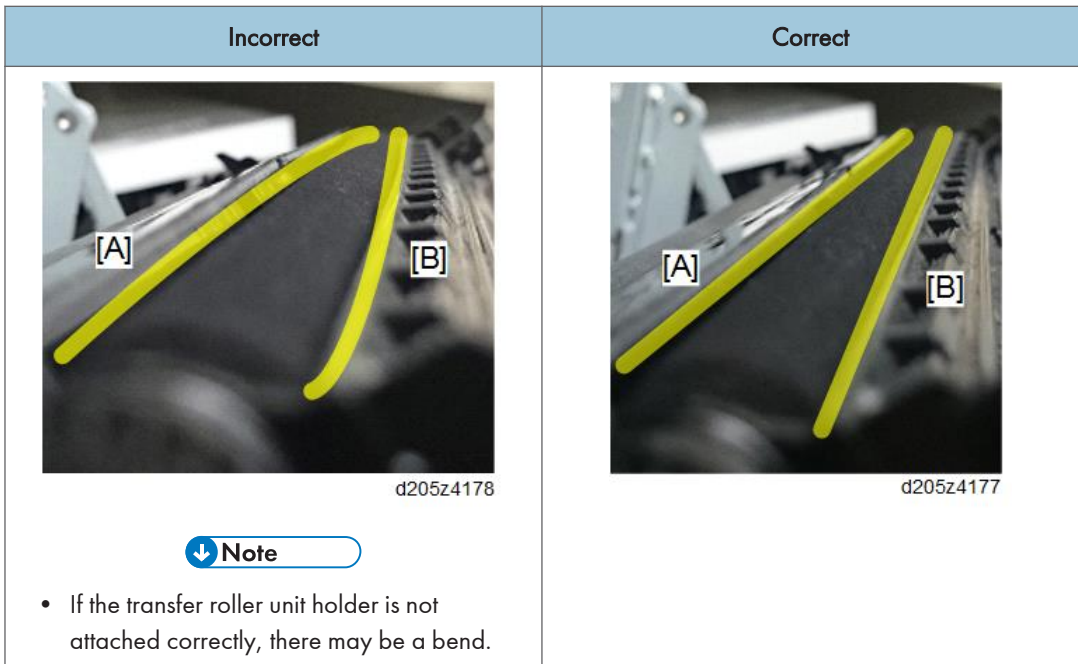 Incorrect
Correct
[A]
[B]
d205z4178
Note
• If the transfer roller unit holder is not
attached correctly, there may be a bend.
[A]
[B]
d205z4177